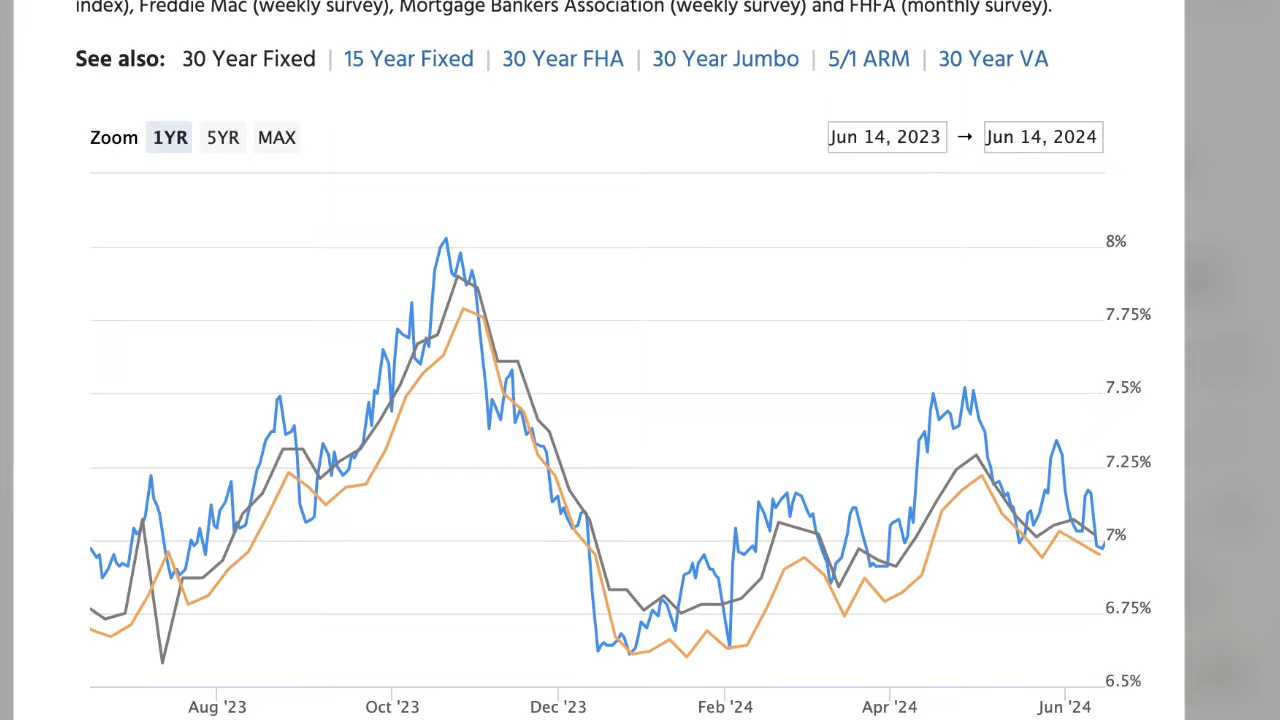 index), Freddie Mac (weekly survey), Mortgage Bankers Association (weekly survey) and FHFA (monthly survey).
See also: 30 Year Fixed | 15 Year Fixed | 30 Year FHA | 30 Year Jumbo | 5/1 ARM | 30 Year VA
Zoom 1YR 5YR MAX Jun 14, 2023 → Jun 14, 2024
8%
7.75%
7.5%
7.25%
7%
6.75%
6.5%
Aug '23 Oct '23 Dec '23 Feb '24 Apr '24 Jun '24